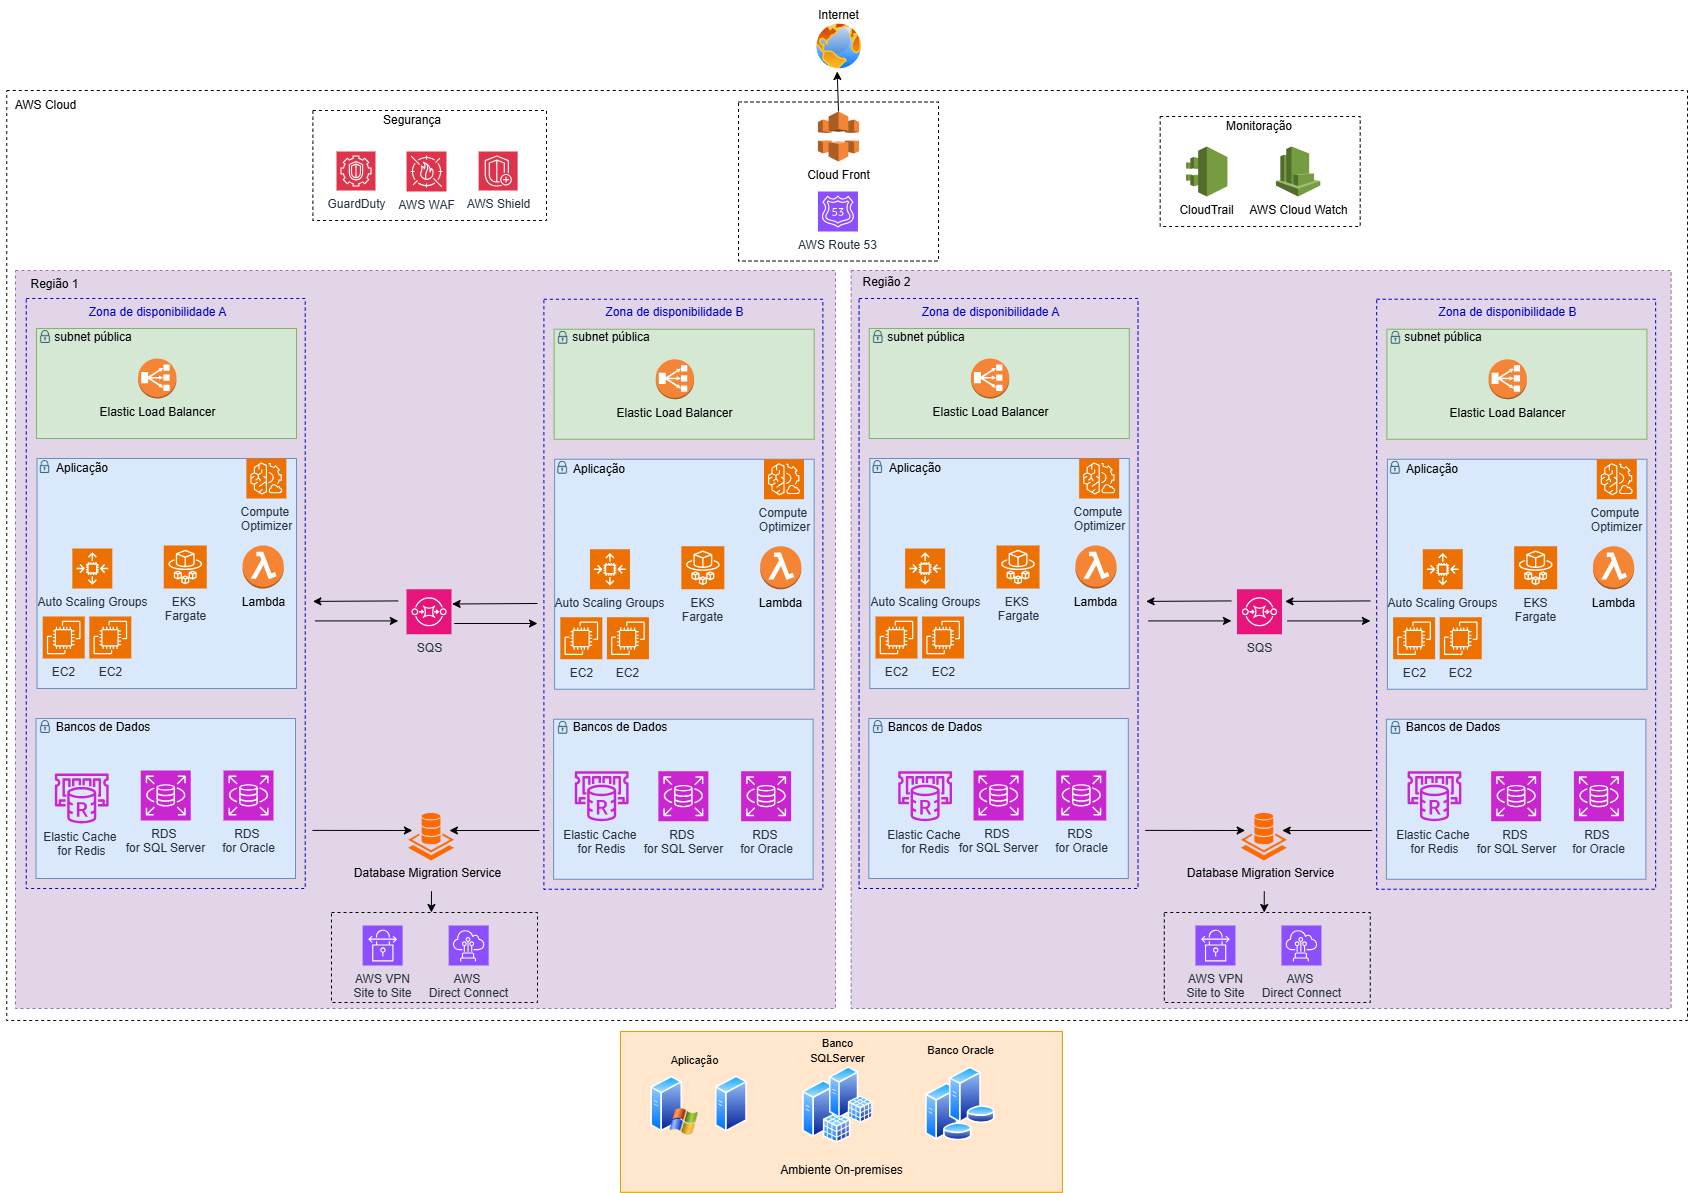 Internet
AWS Cloud
Segurança
GuardDuty
AWS WAF
AWS Shield
Cloud Front
53
AWS Route 53
Monitoração
CloudTrail
AWS Cloud Watch
Região 1
Zona de disponibilidade A
subnet pública
Elastic Load Balancer
Aplicação
Compute
Optimizer
Auto Scaling Groups
EKS
Fargate
Lambda
EC2
EC2
Bancos de Dados
R
Elastic Cache
for Redis
RDS
for SQL Server
RDS
for Oracle
SQS
Database Migration Service
AWS VPN
Site to Site
AWS
Direct Connect
Zona de disponibilidade B
subnet pública
Elastic Load Balancer
Aplicação
Compute
Optimizer
Auto Scaling Groups
EKS
Fargate
Lambda
EC2
EC2
Bancos de Dados
R
Elastic Cache
for Redis
RDS
for SQL Server
RDS
for Oracle
Região 2
Zona de disponibilidade A
subnet pública
Elastic Load Balancer
Aplicação
Compute
Optimizer
Auto Scaling Groups
EKS
Fargate
Lambda
EC2
EC2
Bancos de Dados
R
Elastic Cache
for Redis
RDS
for SQL Server
RDS
for Oracle
SQS
Database Migration Service
AWS VPN
Site to Site
AWS
Direct Connect
Zona de disponibilidade B
subnet pública
Elastic Load Balancer
Aplicação
Compute
Optimizer
Auto Scaling Groups
EKS
Fargate
Lambda
EC2
EC2
Bancos de Dados
R
Elastic Cache
for Redis
RDS
for SQL Server
RDS
for Oracle
Aplicação
Banco
SQLServer
Banco Oracle
Ambiente On-premises